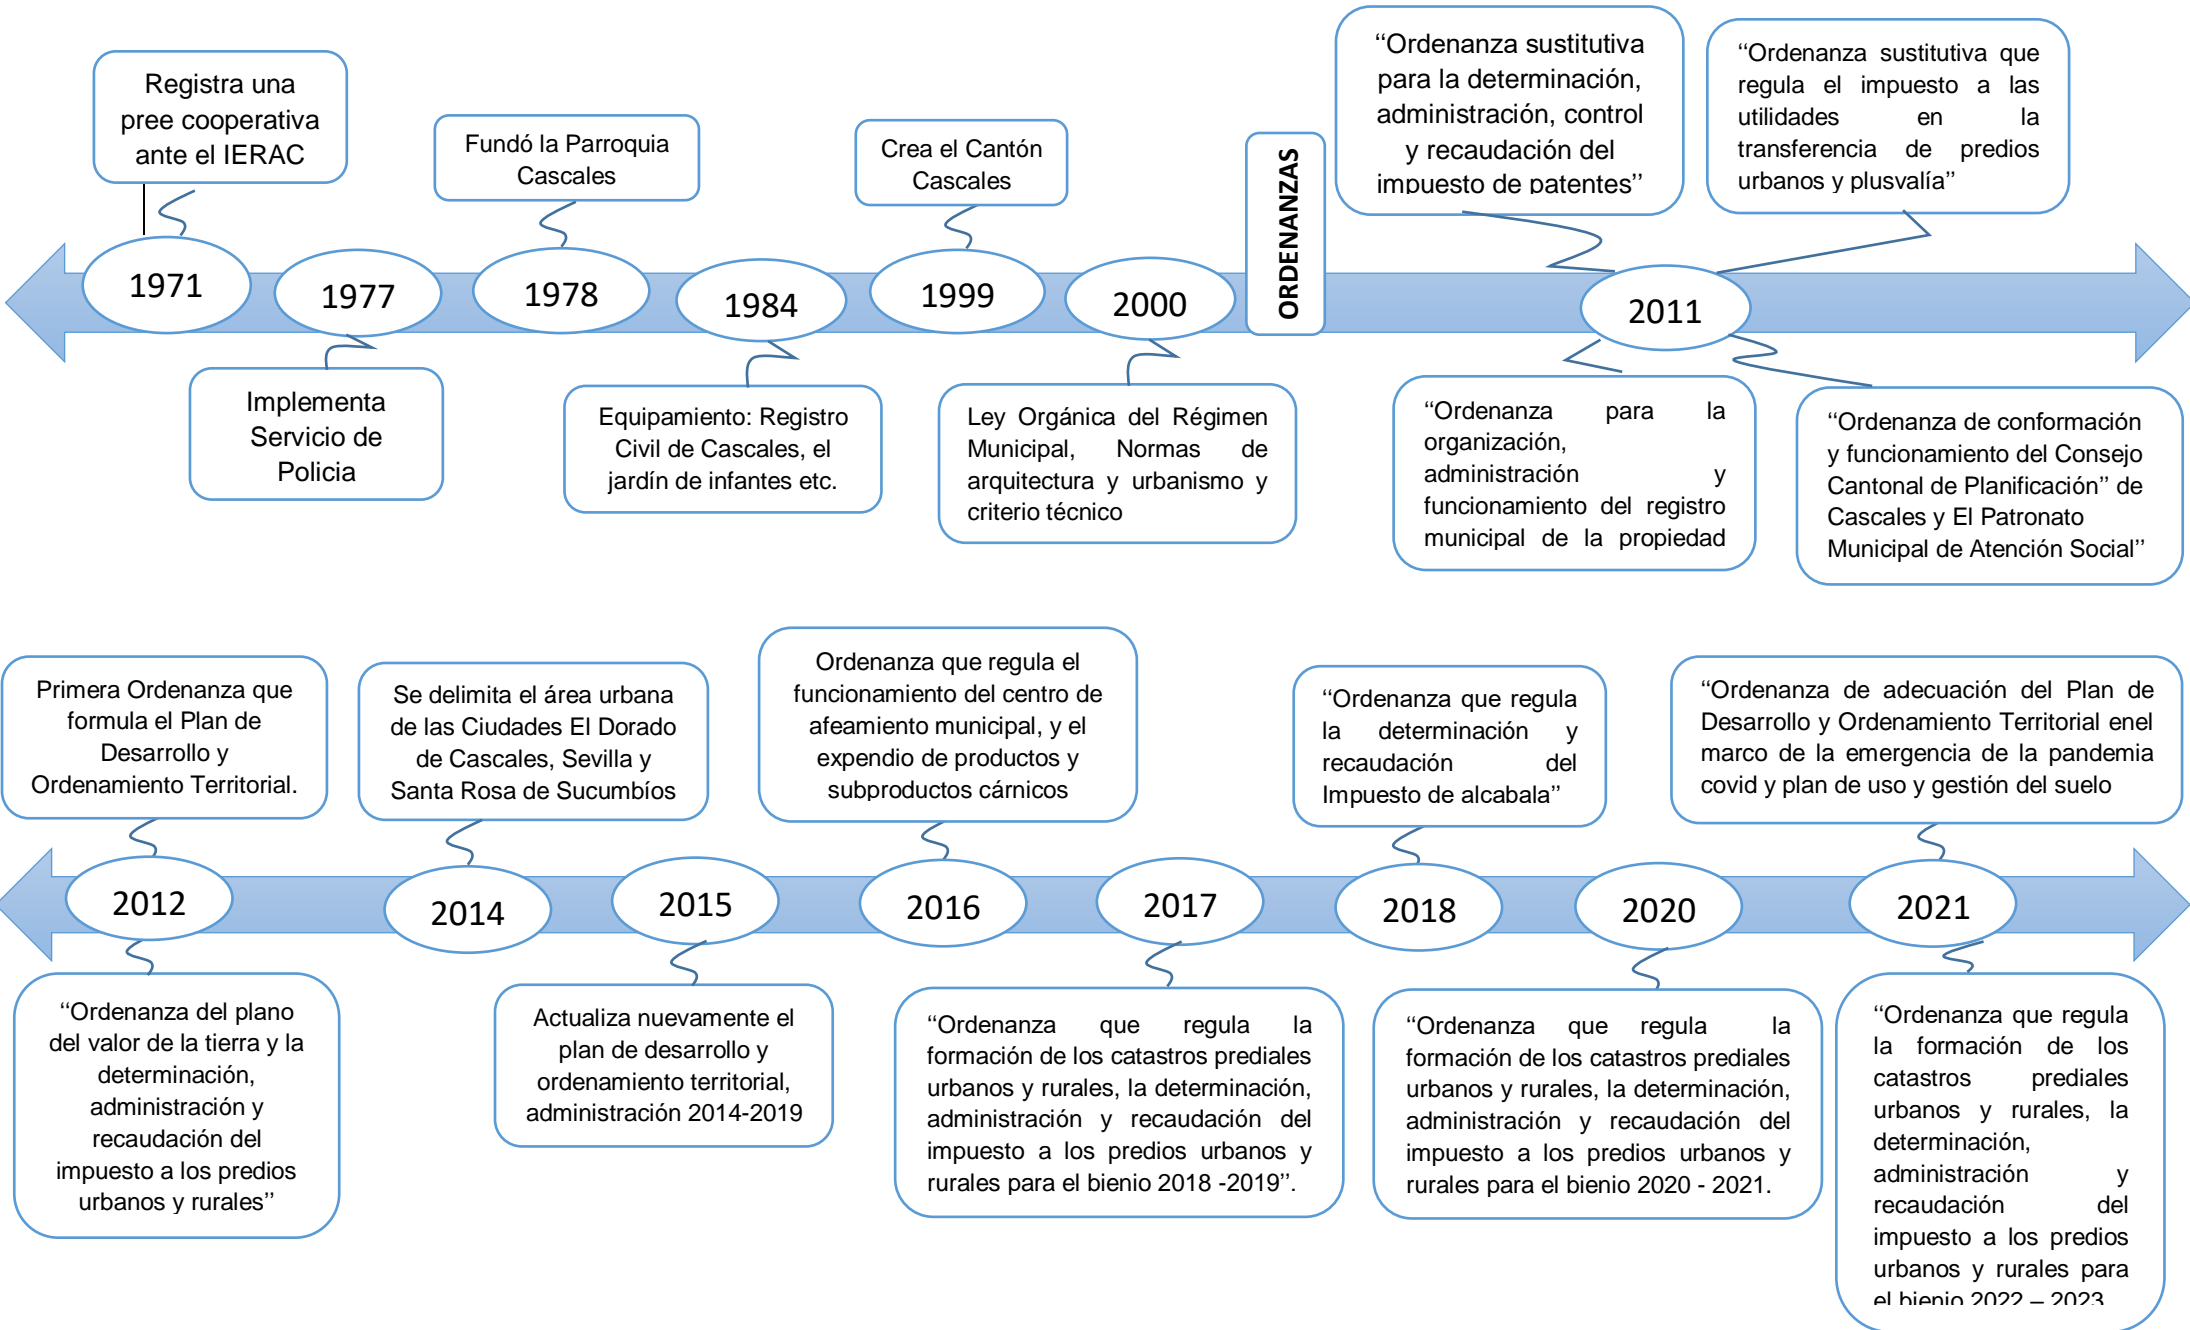 Registra una
pree cooperativa
ante el IERAC
Fundó la Parroquia
Cascales
Crea el Cantón
Cascales
ORDENANZAS
‘‘Ordenanza sustitutiva
para la determinación,
administración, control
y recaudación del
impuesto de patentes’’
‘‘Ordenanza sustitutiva que
regula el impuesto a las
utilidades en la
transferencia de predios
urbanos y plusvalía’’
1971
1977
1978
1984
1999
2000
2011
Implementa
Servicio de
Policia
Equipamiento: Registro
Civil de Cascales, el
jardín de infantes etc.
Ley Orgánica del Régimen
Municipal, Normas de
arquitectura y urbanismo y
criterio técnico
‘‘Ordenanza para la
organización,
administración y
funcionamiento del registro
municipal de la propiedad
‘‘Ordenanza de conformación
y funcionamiento del Consejo
Cantonal de Planificación’’ de
Cascales y El Patronato
Municipal de Atención Social’’
Primera Ordenanza que
formula el Plan de
Desarrollo y
Ordenamiento Territorial.
Se delimita el área urbana
de las Ciudades El Dorado
de Cascales, Sevilla y
Santa Rosa de Sucumbíos
Ordenanza que regula el
funcionamiento del centro de
afeamiento municipal, y el
expendio de productos y
subproductos cárnicos
‘‘Ordenanza que regula
la determinación y
recaudación del
Impuesto de alcabala’’
‘‘Ordenanza de adecuación del Plan de
Desarrollo y Ordenamiento Territorial enel
marco de la emergencia de la pandemia
covid y plan de uso y gestión del suelo
2012
2014
2015
2016
2017
2018
2020
2021
‘‘Ordenanza del plano
del valor de la tierra y la
determinación,
administración y
recaudación del
impuesto a los predios
urbanos y rurales’’
Actualiza nuevamente el
plan de desarrollo y
ordenamiento territorial,
administración 2014-2019
‘‘Ordenanza que regula la
formación de los catastros prediales
urbanos y rurales, la determinación,
administración y recaudación del
impuesto a los predios urbanos y
rurales para el bienio 2018 -2019’’.
‘‘Ordenanza que regula la
formación de los catastros prediales
urbanos y rurales, la determinación,
administración y recaudación del
impuesto a los predios urbanos y
rurales para el bienio 2020 - 2021.
‘‘Ordenanza que regula
la formación de los
catastros prediales
urbanos y rurales, la
determinación,
administración y
recaudación del
impuesto a los predios
urbanos y rurales para
el bienio 2022 – 2023